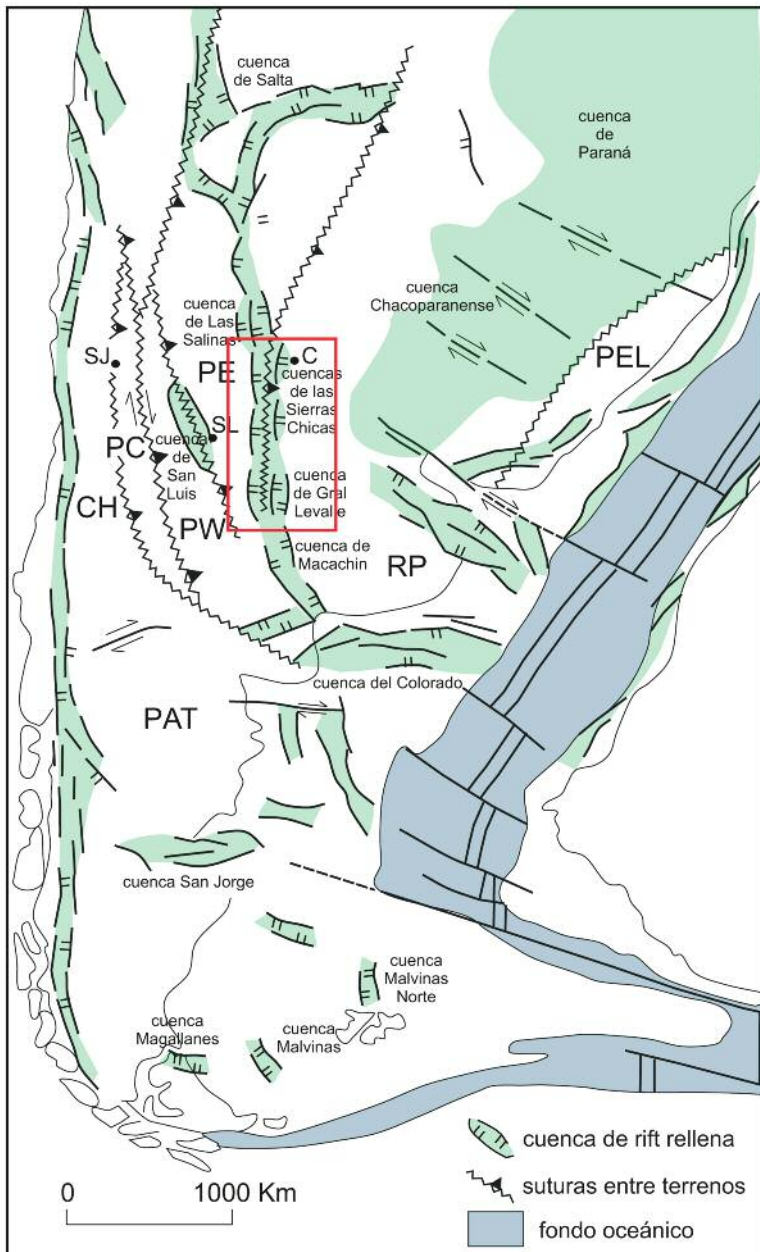 cuenca
de Salta
cuenca
de
Paraná
cuenca
Chacoparanense
cuenca
de Las
Salinas
PEL
SJ
PE
C
cuencas
de las
Sierras
Chicas
SL
PC
cuenca
de
San
Luis
cuenca
de Gral
Levalle
CH
PW
cuenca de
Macachin
RP
cuenca del Colorado
PAT
cuenca San Jorge
cuenca
Malvinas
Norte
cuenca
Magallanes
cuenca
Malvinas
cuenca de rift rellena
suturas entre terrenos
fondo oceánico
0 1000 Km